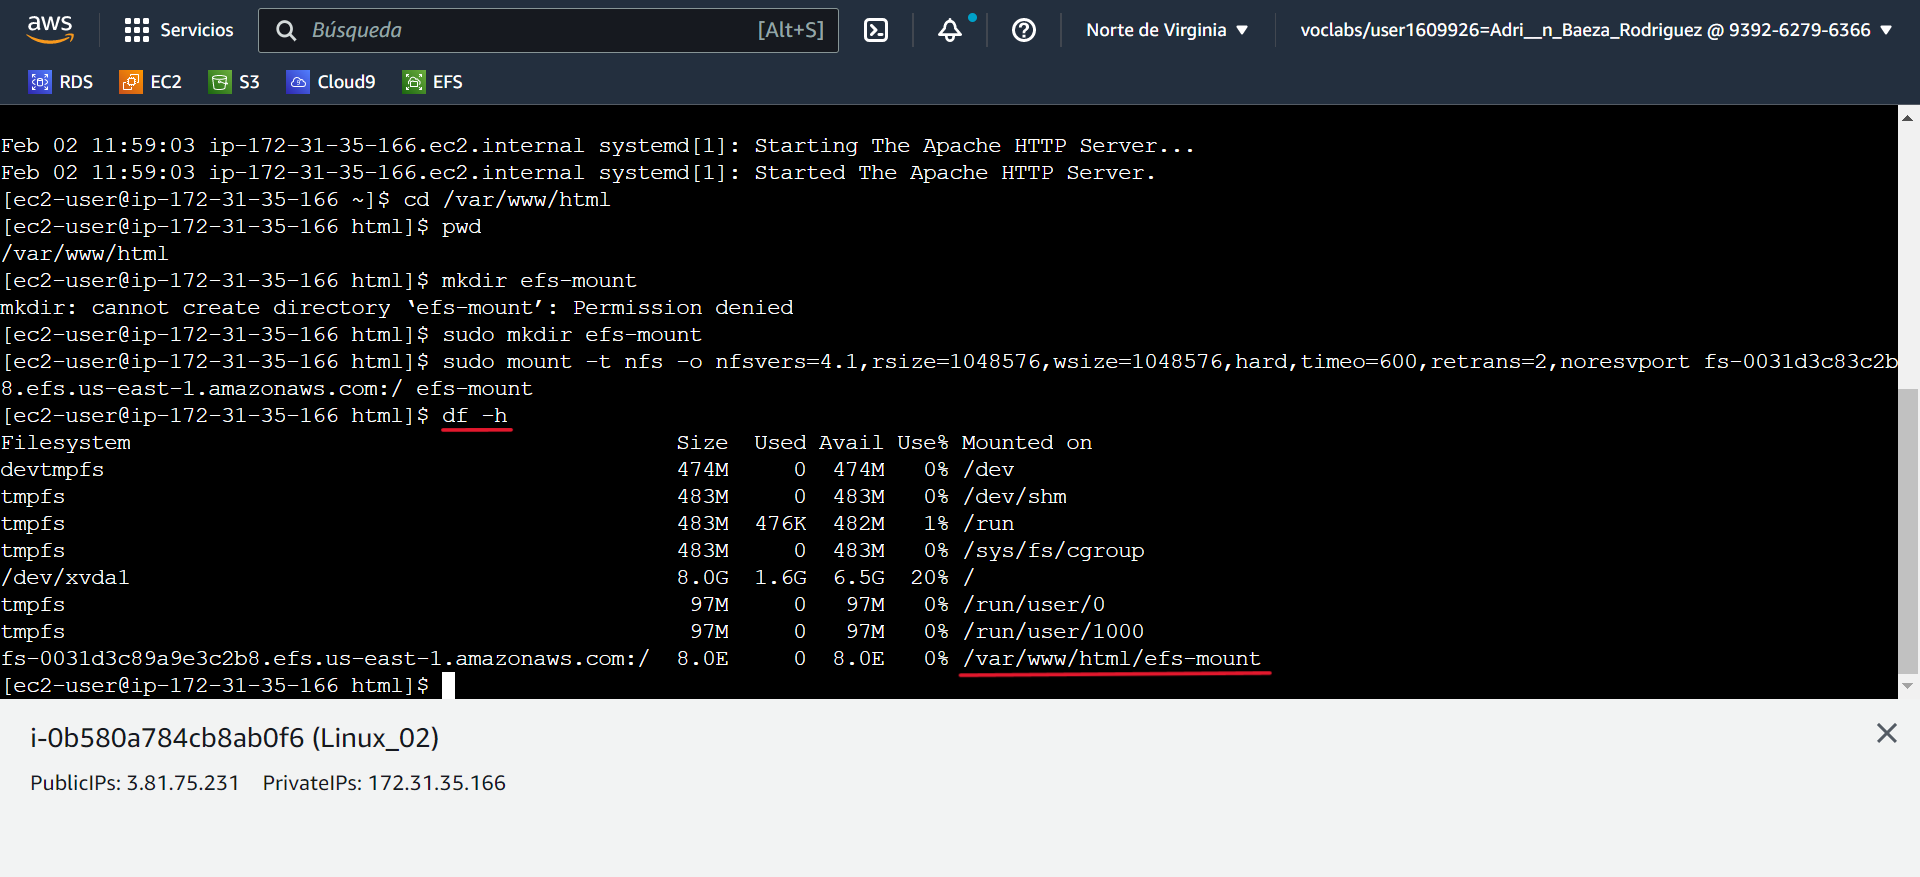 aws
Servicios
Búsqueda
[Alt+S]
Norte de Virginia ▼
voclabs/user1609926=Adri__n_Baeza_Rodriguez @ 9392-6279-6366 ▼
RDS
EC2
S3
Cloud9
EFS
Feb 02 11:59:03 ip-172-31-35-166.ec2.internal systemd[1]: Starting The Apache HTTP Server...
Feb 02 11:59:03 ip-172-31-35-166.ec2.internal systemd[1]: Started The Apache HTTP Server.
[ec2-user@ip-172-31-35-166 ~]$ cd /var/www/html
[ec2-user@ip-172-31-35-166 html]$ pwd
/var/www/html
[ec2-user@ip-172-31-35-166 html]$ mkdir efs-mount
mkdir: cannot create directory ‘efs-mount’: Permission denied
[ec2-user@ip-172-31-35-166 html]$ sudo mkdir efs-mount
[ec2-user@ip-172-31-35-166 html]$ sudo mount -t nfs -o nfsvers=4.1,rsize=1048576,wsize=1048576,hard,timeo=600,retrans=2,noresvport fs-0031d3c83c2b
8.efs.us-east-1.amazonaws.com:/ efs-mount
[ec2-user@ip-172-31-35-166 html]$ df -h
Filesystem Size Used Avail Use% Mounted on
devtmpfs 474M 0 474M 0% /dev
tmpfs 483M 0 483M 0% /dev/shm
tmpfs 483M 476K 482M 1% /run
tmpfs 483M 0 483M 0% /sys/fs/cgroup
/dev/xvda1 8.0G 1.6G 6.5G 20% /
tmpfs 97M 0 97M 0% /run/user/0
tmpfs 97M 0 97M 0% /run/user/1000
fs-0031d3c89a9e3c2b8.efs.us-east-1.amazonaws.com:/ 8.0E 0 8.0E 0% /var/www/html/efs-mount
[ec2-user@ip-172-31-35-166 html]$
i-0b580a784cb8ab0f6 (Linux_02)
PublicIPs: 3.81.75.231 PrivateIPs: 172.31.35.166